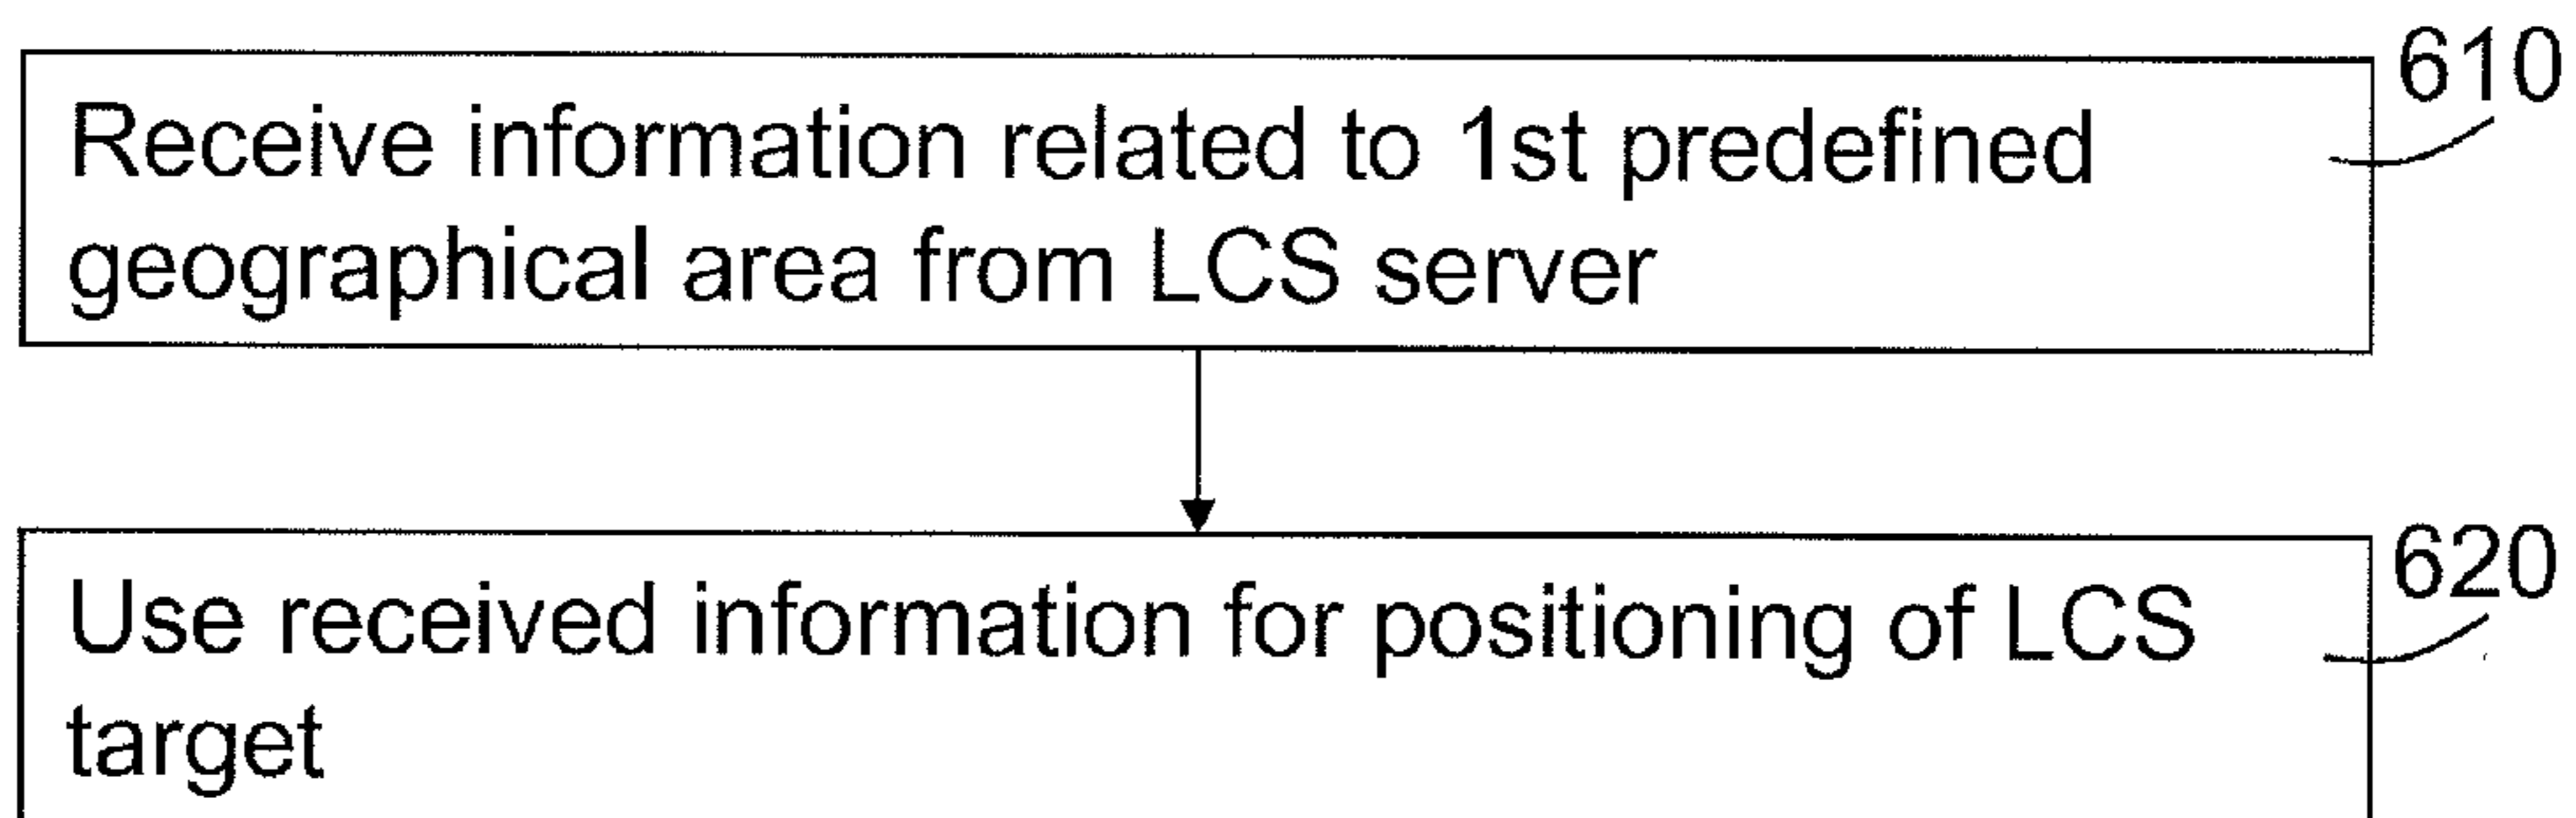 610
Receive information related to 1st predefined
geographical area from LCS server
620
Use received information for positioning of LCS
target